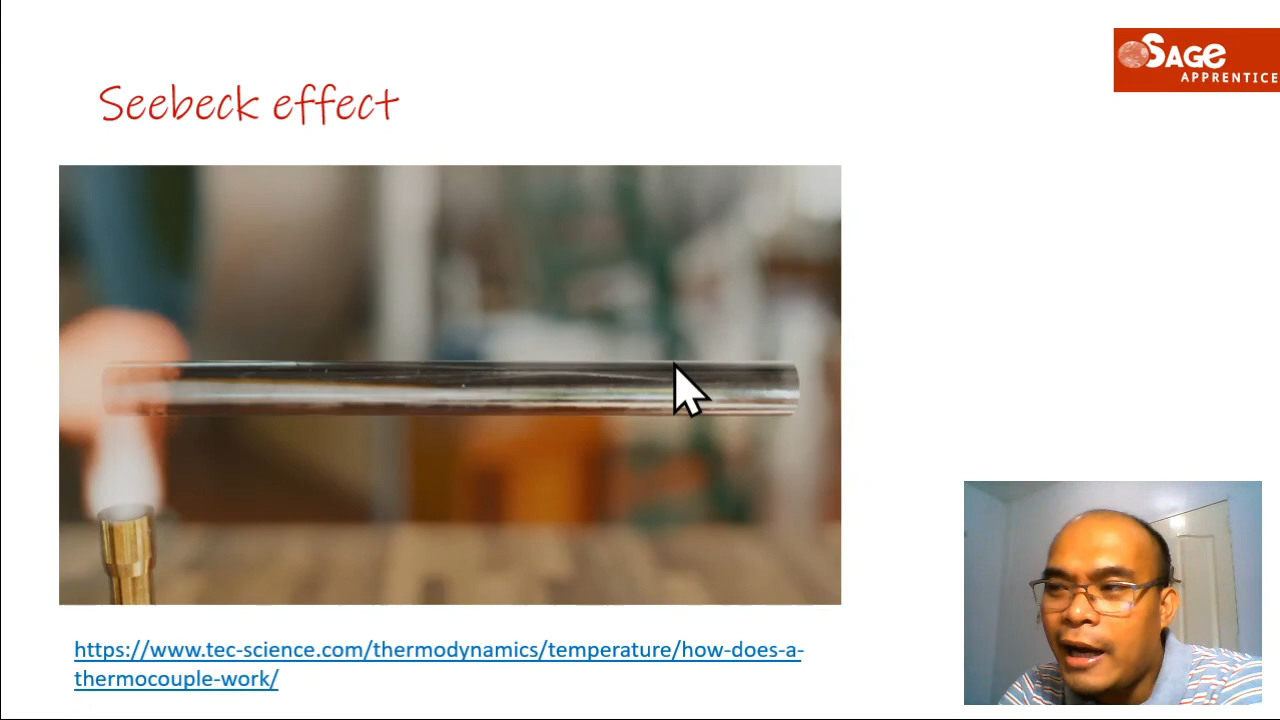 SAGE
APPRENTICE
Seebeck effect
https://www.tec-science.com/thermodynamics/temperature/how-does-a-
thermocouple-work/